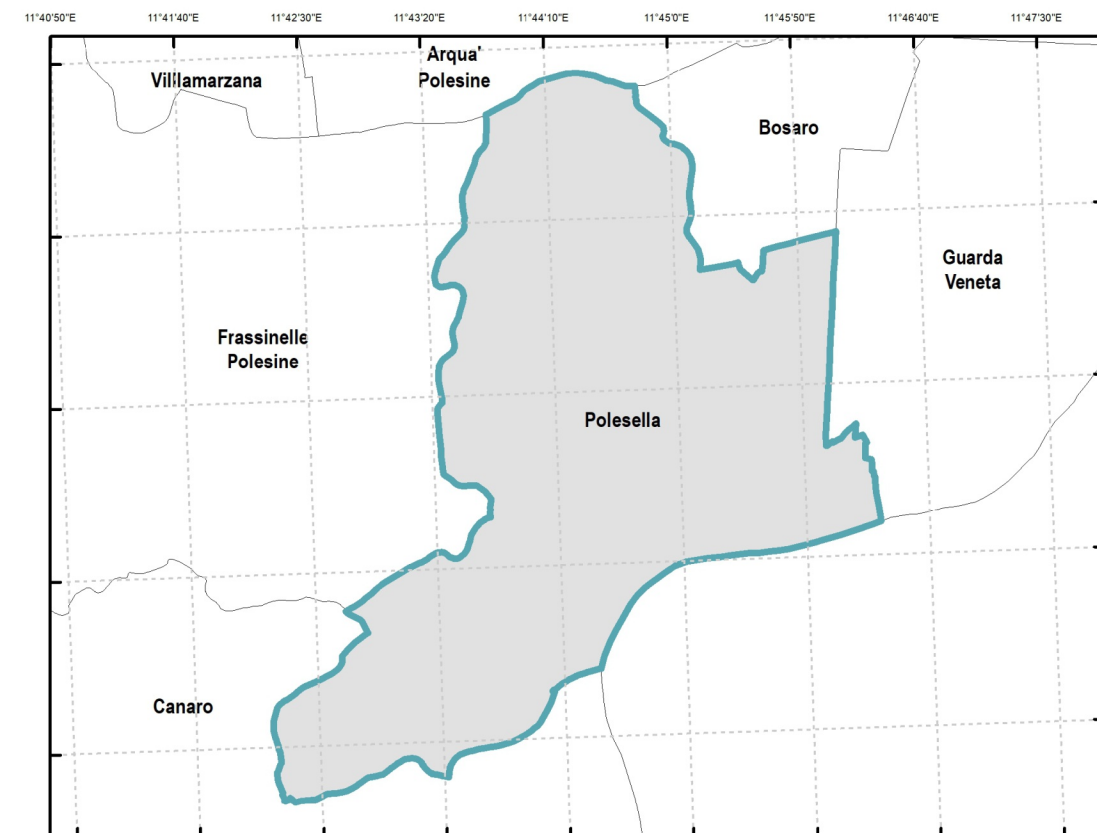 11°40'50"E 11°41'40"E 11°42'30"E 11°43'20"E 11°44'10"E 11°45'0"E 11°45'50"E 11°46'40"E 11°47'30"E
Arqua'
Polesine
Villlamarzana
Bosaro
Guarda
Veneta
Frassinelle
Polesine
Polesella
Canaro